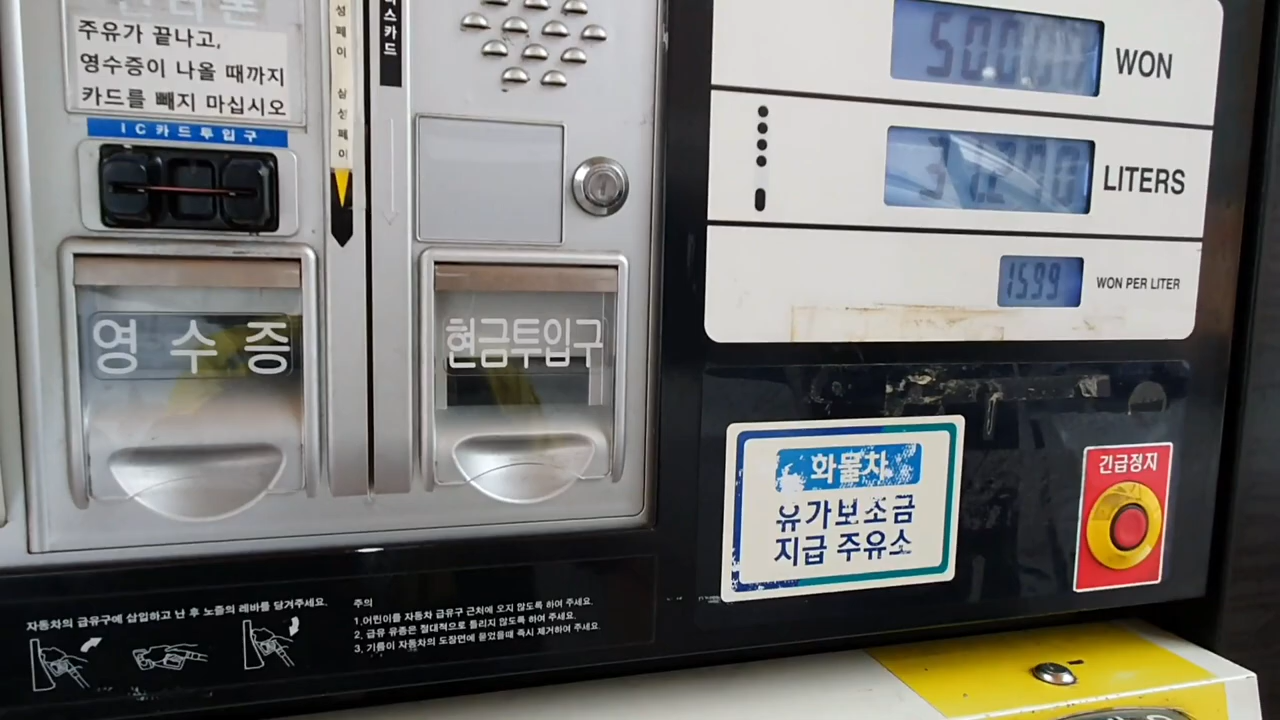 주유가 끝나고,
영수증이 나올 때까지
카드를 빼지 마십시오
IC카드투입구
삼성페이
영수증
현금투입구
WON
LITERS
1599
WON PER LITER
화물차
유가보조금
지급 주유소
긴급정지
자동차의 급유구에 삽입하고 난 후 노즐의 레바를 당겨주세요.
주의
1.어린이를 자동차 급유구 근처에 오지 않도록 하여 주세요.
2, 급유 유종은 절대적으로 틀리지 않도록 하여 주세요.
3, 기름이 자동차의 도장면에 묻었을때 즉시 제거하여 주세요.